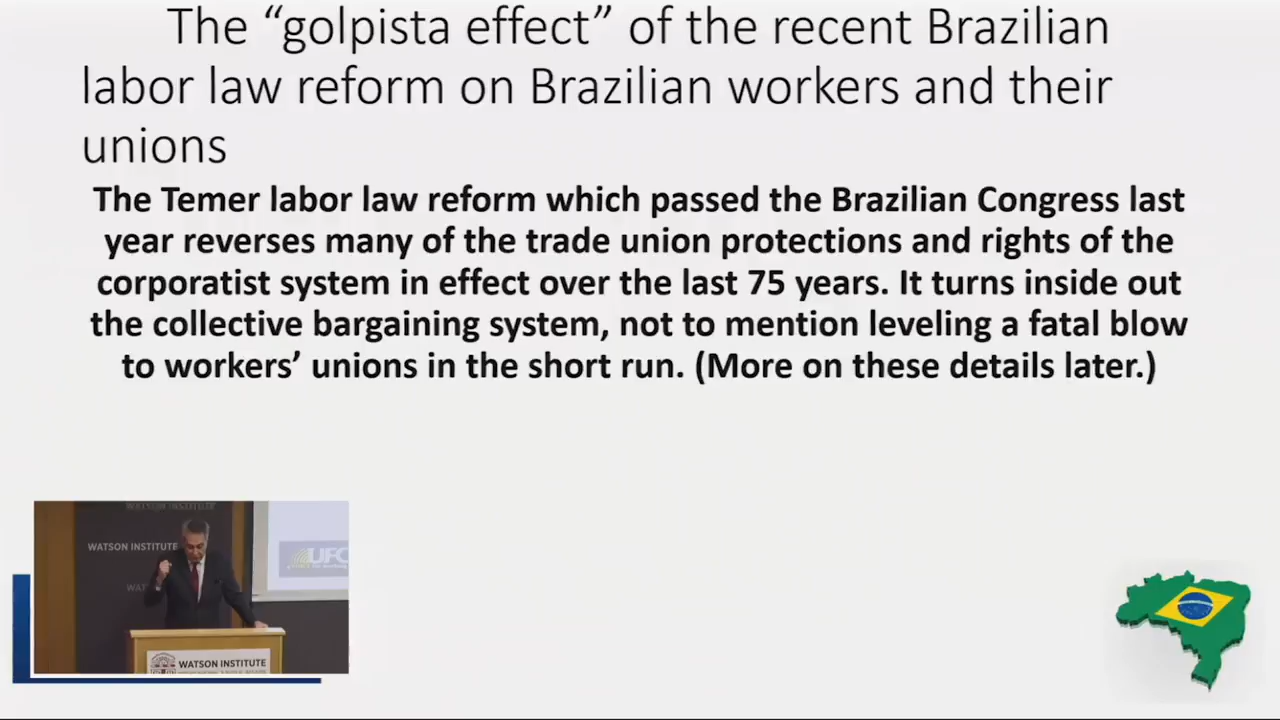 The “golpista effect” of the recent Brazilian
labor law reform on Brazilian workers and their
unions
The Temer labor law reform which passed the Brazilian Congress last
year reverses many of the trade union protections and rights of the
corporatist system in effect over the last 75 years. It turns inside out
the collective bargaining system, not to mention leveling a fatal blow
to workers’ unions in the short run. (More on these details later.)
WATSON INSTITUTE
WATSON INSTITUTE
UFC
WATSON INSTITUTE